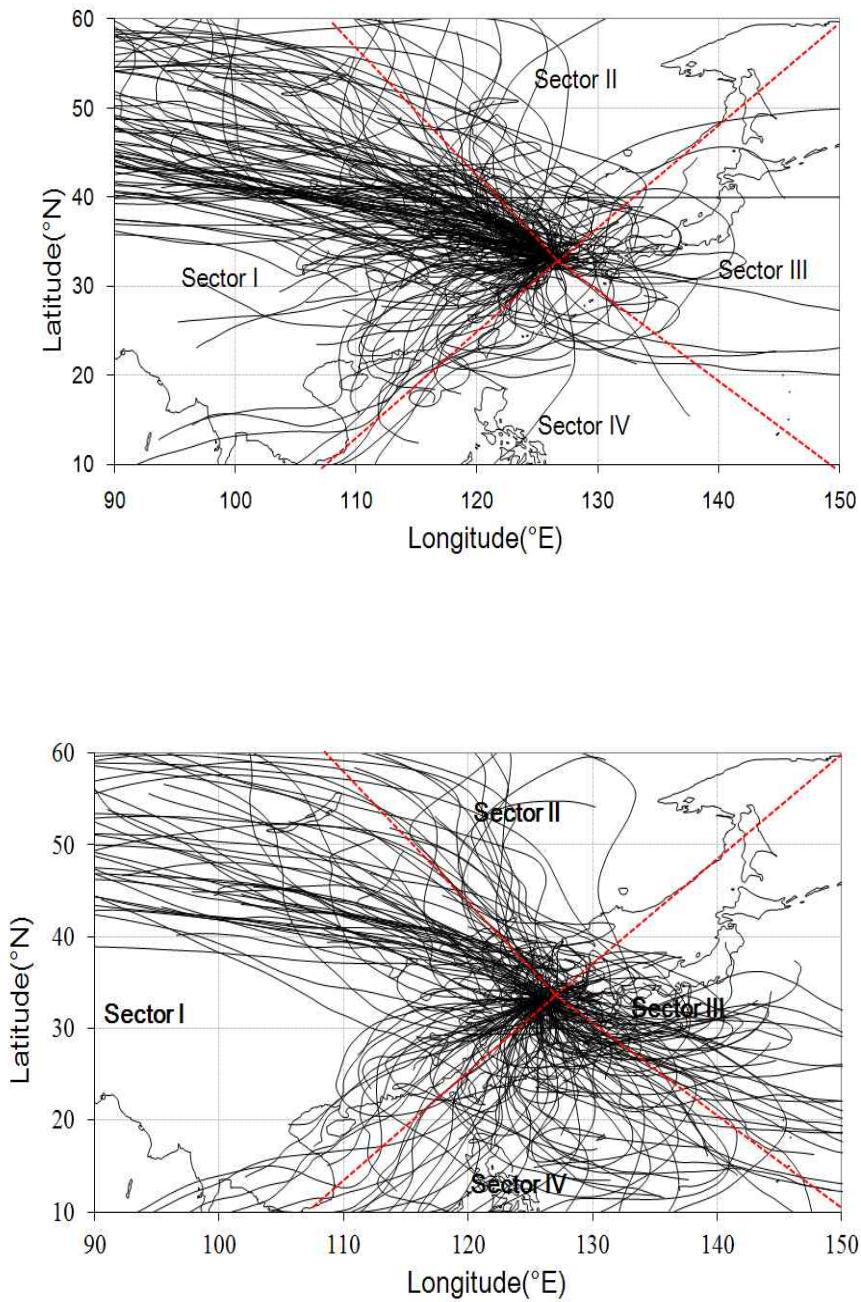 60
Sector II
50
40
Latitude(°N)
Sector I
Sector III
30
20
Sector IV
10
90 100 110 120 130 140 150
Longitude(°E)
60
Sector II
50
40
Latitude(°N)
Sector I
Sector III
30
20
Sector IV
10
90 100 110 120 130 140 150
Longitude(°E)